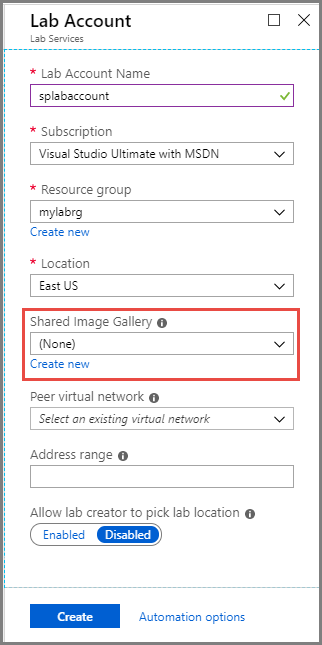 Lab Account
Lab Services
* Lab Account Name
splabaccount
* Subscription
Visual Studio Ultimate with MSDN
* Resource group
mylabrg
Create new
* Location
East US
Shared Image Gallery
(None)
Create new
Peer virtual network
Select an existing virtual network
Address range
Allow lab creator to pick lab location
Enabled Disabled
Create Automation options